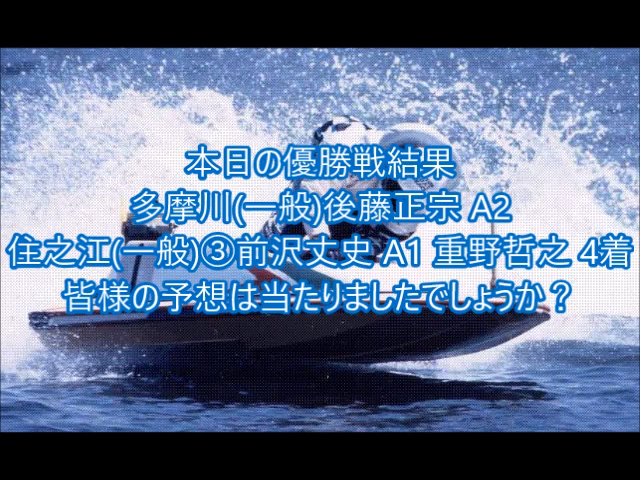 本日の優勝戦結果
多摩川(一般)後藤正宗 A2
住之江(一般)③前沢丈史 A1 重野哲之 4着
皆様の予想は当たりましたでしょうか？